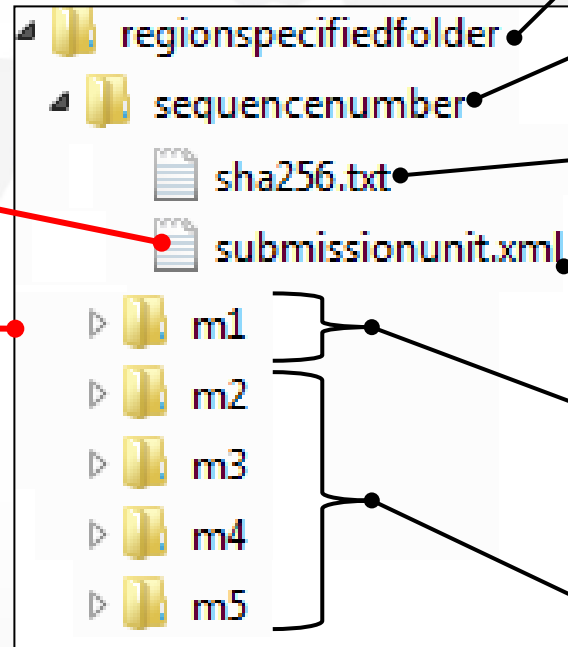 regionspecifiedfolder
sequencenumber
sha256.txt
submissionunit.xml
m1
m2
m3
m4
m5